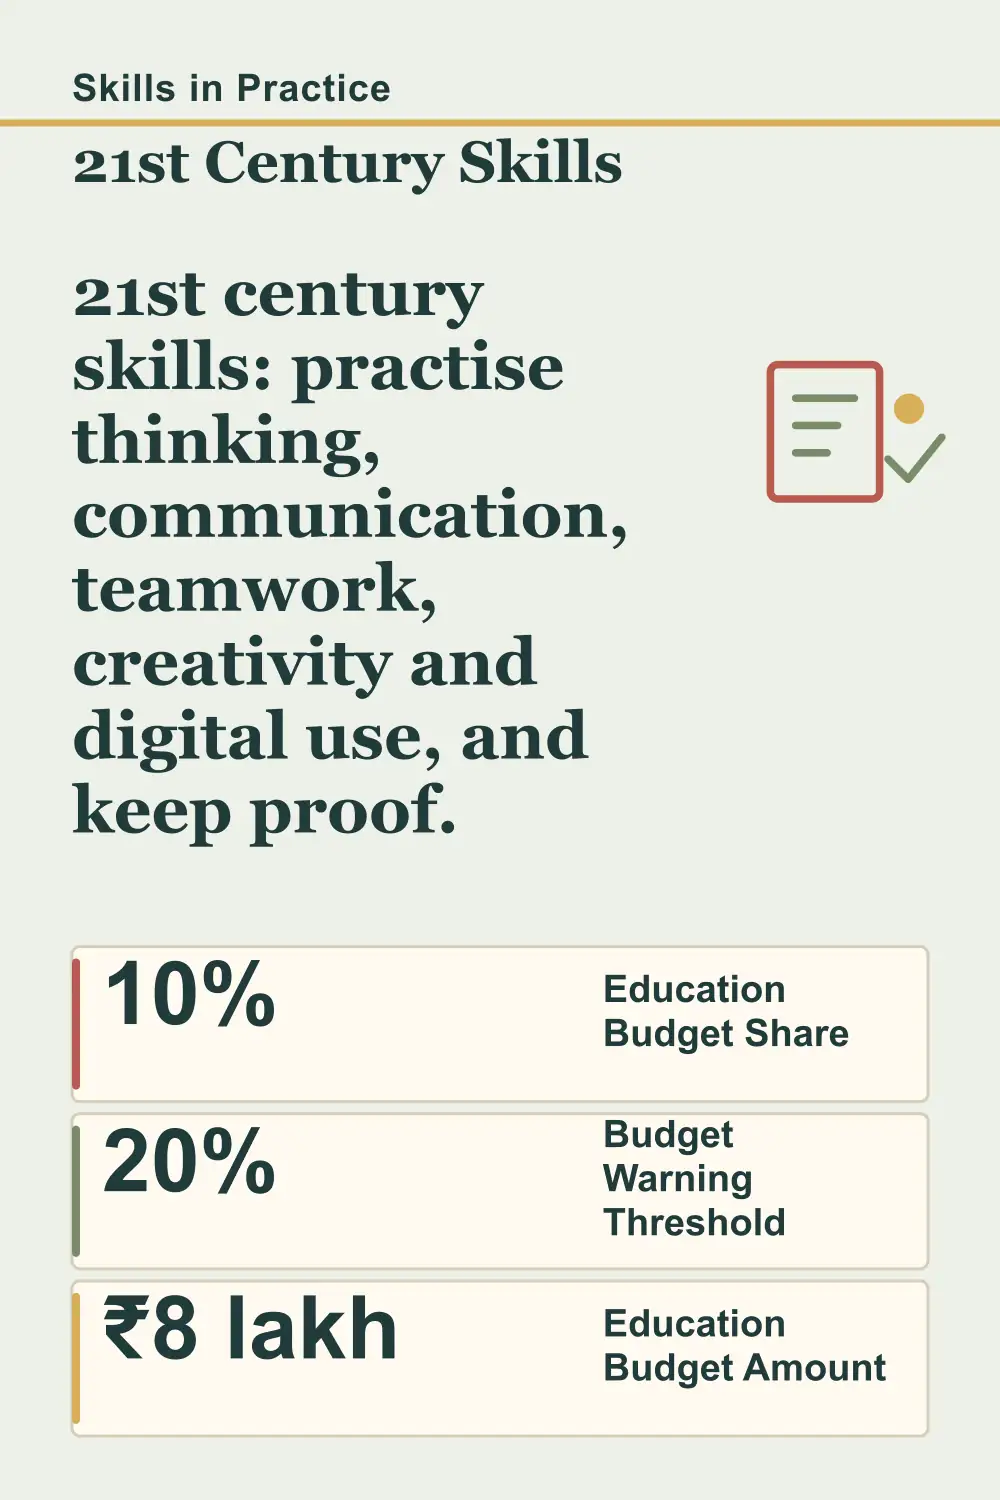 Skills in Practice
21st Century Skills
21st century
skills: practise
thinking,
communication,
teamwork,
creativity and
digital use, and
keep proof.
10%
Education
Budget Share
20%
Budget
Warning
Threshold
₹8 lakh
Education
Budget Amount